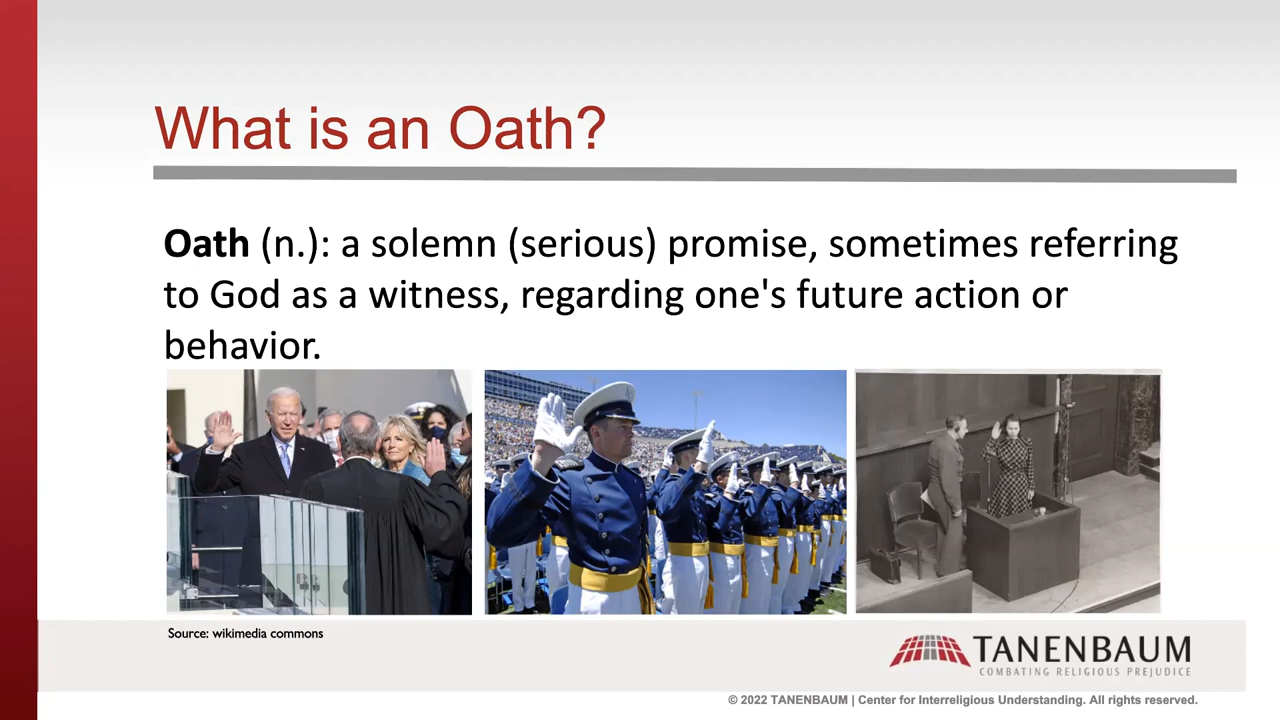 What is an Oath?
Oath (n.): a solemn (serious) promise, sometimes referring
to God as a witness, regarding one's future action or
behavior.
Source: wikimedia commons
TANENBAUM
COMBATING RELIGIOUS PREJUDICE
© 2022 TANENBAUM | Center for Interreligious Understanding. All rights reserved.